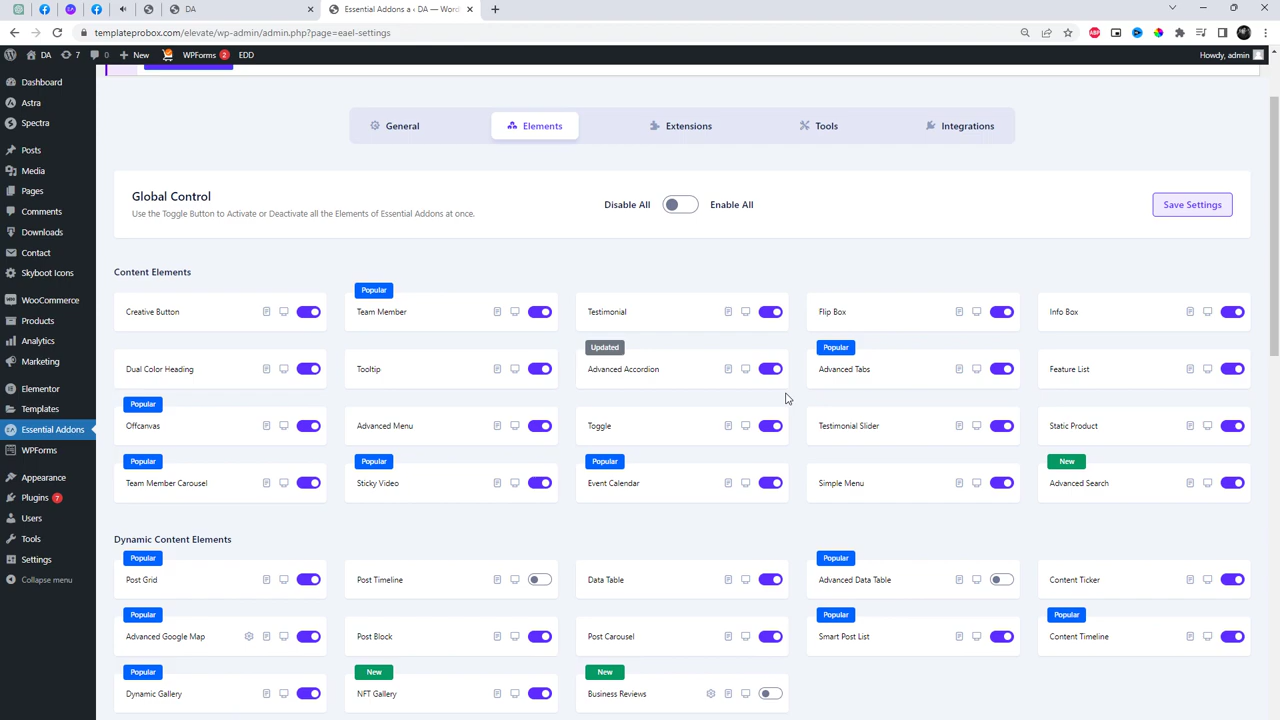 DA
Essential Addons a ‹ DA — Wor
templateprobox.com/elevate/wp-admin/admin.php?page=eael-settings
ABP
DA
7
0
New
WPForms 2
EDD
Howdy, admin
Dashboard
Astra
Spectra
Posts
Media
Pages
Comments
Downloads
Contact
Skyboot Icons
WooCommerce
Products
Analytics
Marketing
Elementor
Templates
Essential Addons
WPForms
Appearance
Plugins 7
Users
Tools
Settings
Collapse menu
General
Elements
Extensions
Tools
Integrations
Global Control
Use the Toggle Button to Activate or Deactivate all the Elements of Essential Addons at once.
Disable All
Enable All
Save Settings
Content Elements
Creative Button
Popular
Team Member
Testimonial
Flip Box
Info Box
Dual Color Heading
Tooltip
Updated
Advanced Accordion
Popular
Advanced Tabs
Feature List
Popular
Offcanvas
Advanced Menu
Toggle
Testimonial Slider
Static Product
Popular
Team Member Carousel
Popular
Sticky Video
Popular
Event Calendar
Simple Menu
New
Advanced Search
Dynamic Content Elements
Popular
Post Grid
Post Timeline
Data Table
Popular
Advanced Data Table
Content Ticker
Popular
Advanced Google Map
Post Block
Post Carousel
Popular
Smart Post List
Popular
Content Timeline
Popular
Dynamic Gallery
New
NFT Gallery
New
Business Reviews